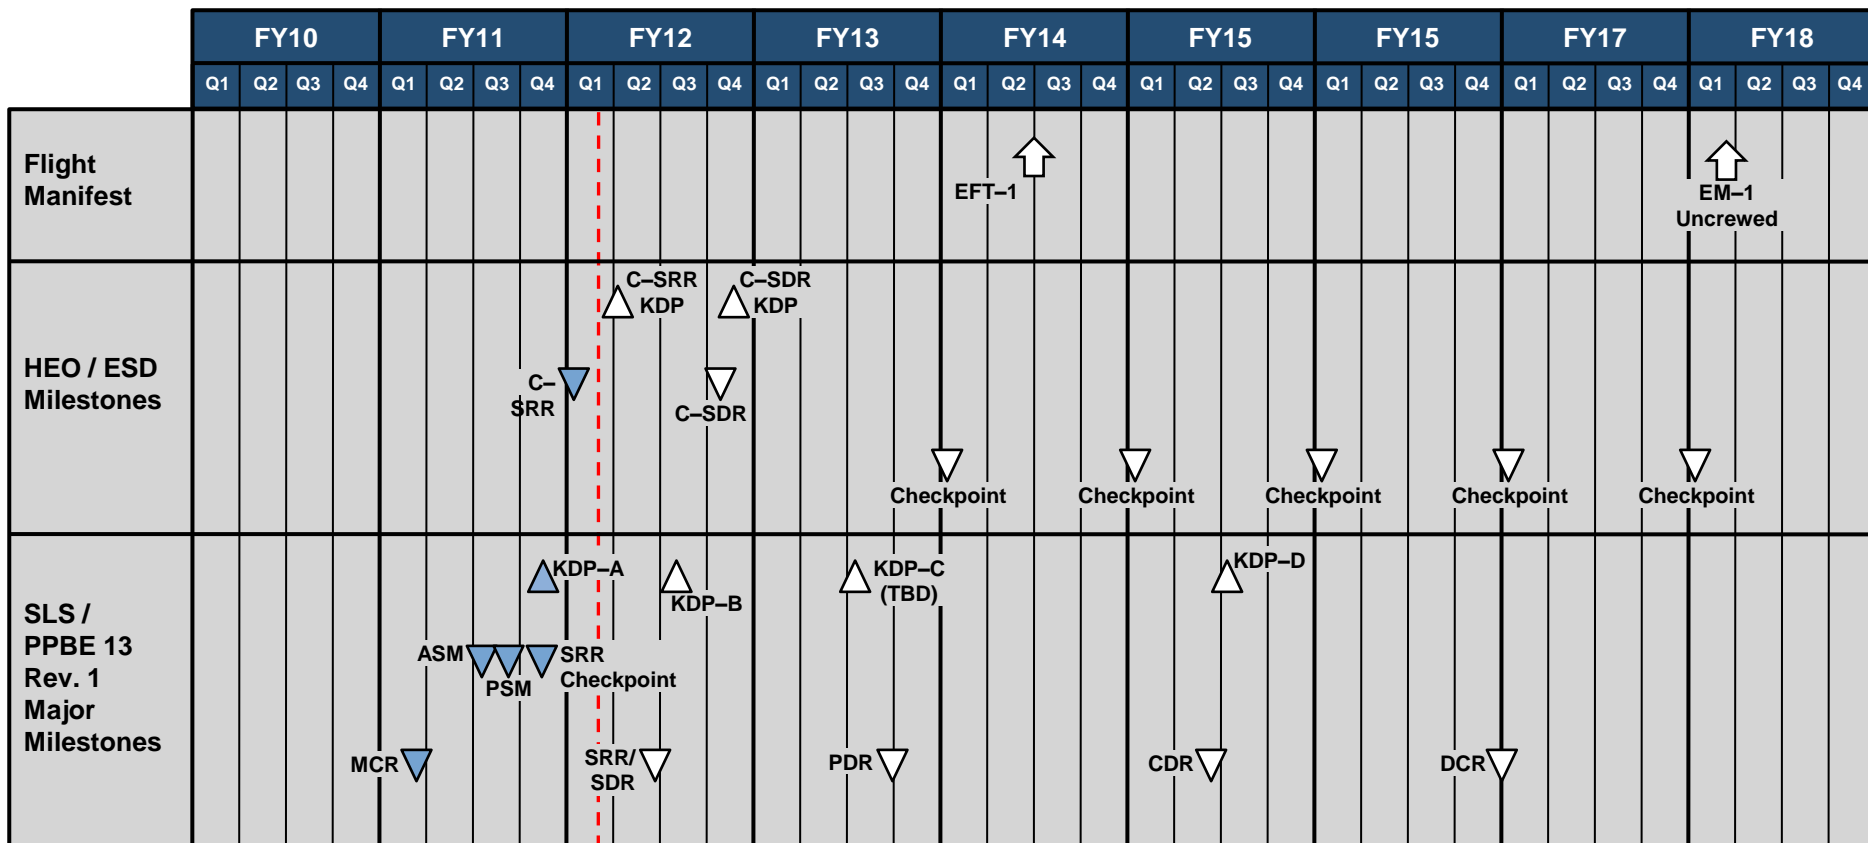 FY10 FY11 FY12 FY13 FY14 FY15 FY15 FY17 FY18
Q1 Q2 Q3 Q4 Q1 Q2 Q3 Q4 Q1 Q2 Q3 Q4 Q1 Q2 Q3 Q4 Q1 Q2 Q3 Q4 Q1 Q2 Q3 Q4 Q1 Q2 Q3 Q4 Q1 Q2 Q3 Q4 Q1 Q2 Q3 Q4
Flight
Manifest
EFT–1
EM–1
Uncrewed
HEO / ESD
Milestones
C–SRR
KDP
C–SDR
KDP
C–
SRR
C–SDR
Checkpoint
Checkpoint
Checkpoint
Checkpoint
Checkpoint
SLS /
PPBE 13
Rev. 1
Major
Milestones
KDP–A
KDP–B
KDP–C
(TBD)
KDP–D
ASM
PSM
SRR
Checkpoint
MCR
SRR/
SDR
PDR
CDR
DCR